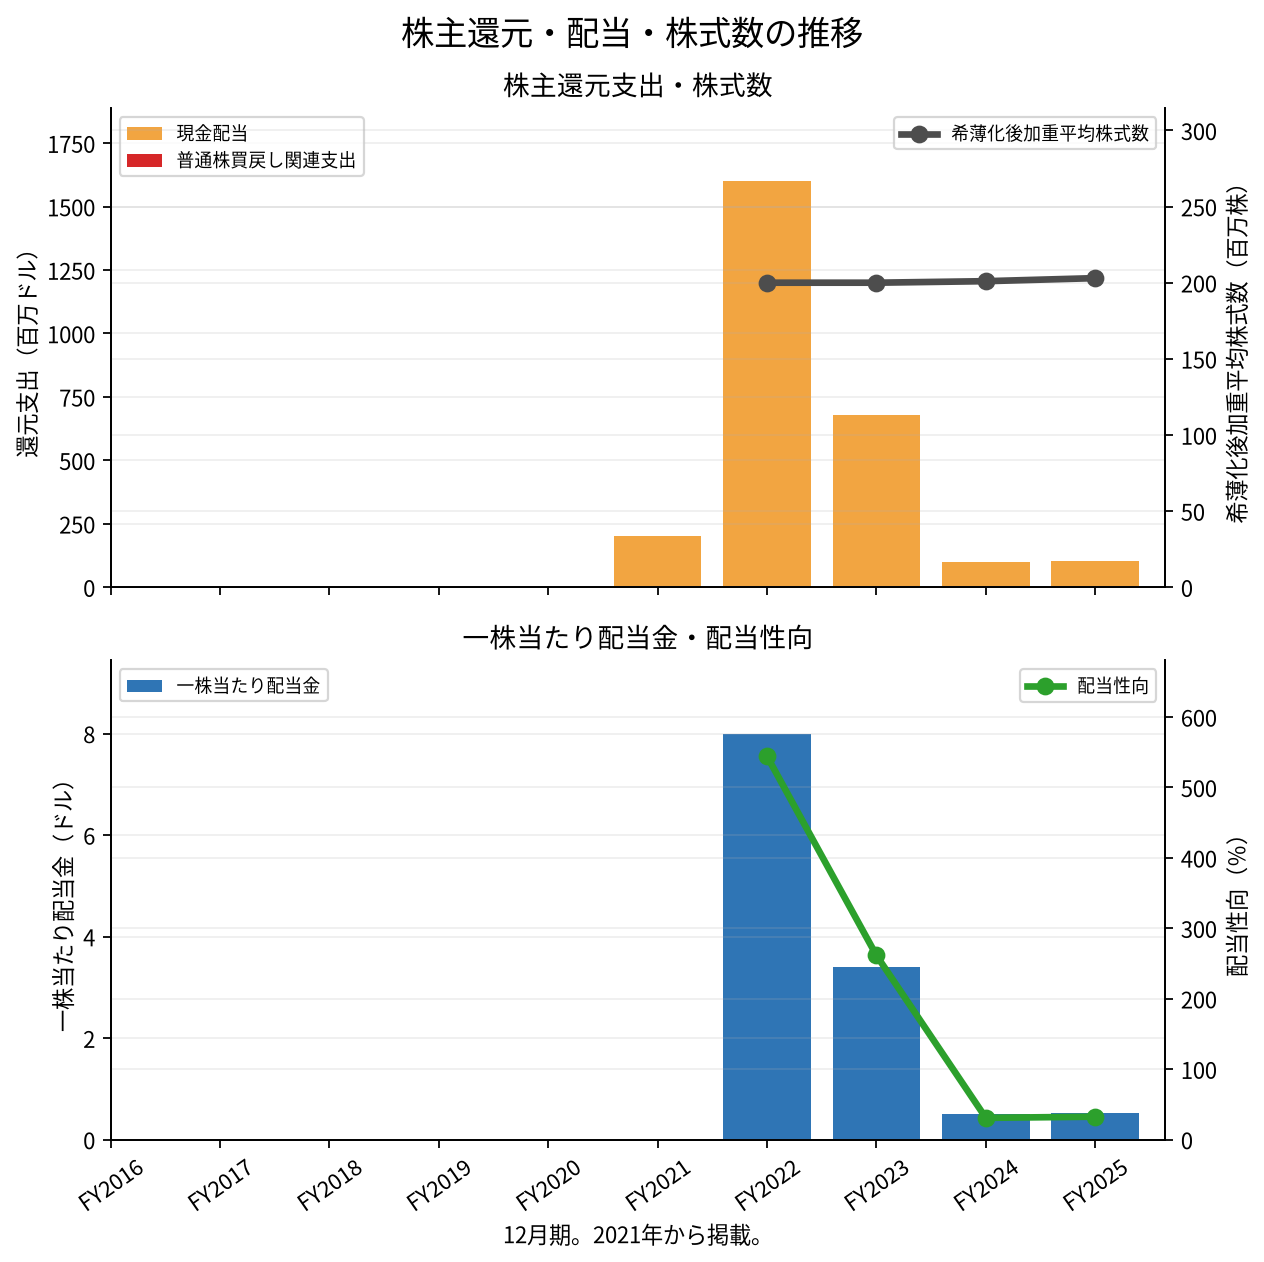 株主還元・配当・株式数の推移
株主還元支出・株式数
現金配当
普通株買戻し関連支出
希薄化後加重平均株式数
1750
1500
1250
1000
750
500
250
0
還元支出（百万ドル）
300
250
200
150
100
50
0
希薄化後加重平均株式数（百万株）
一株当たり配当金・配当性向
一株当たり配当金
配当性向
8
6
4
2
0
一株当たり配当金（ドル）
600
500
400
300
200
100
0
配当性向（%）
FY2016
FY2017
FY2018
FY2019
FY2020
FY2021
FY2022
FY2023
FY2024
FY2025
12月期。2021年から掲載。